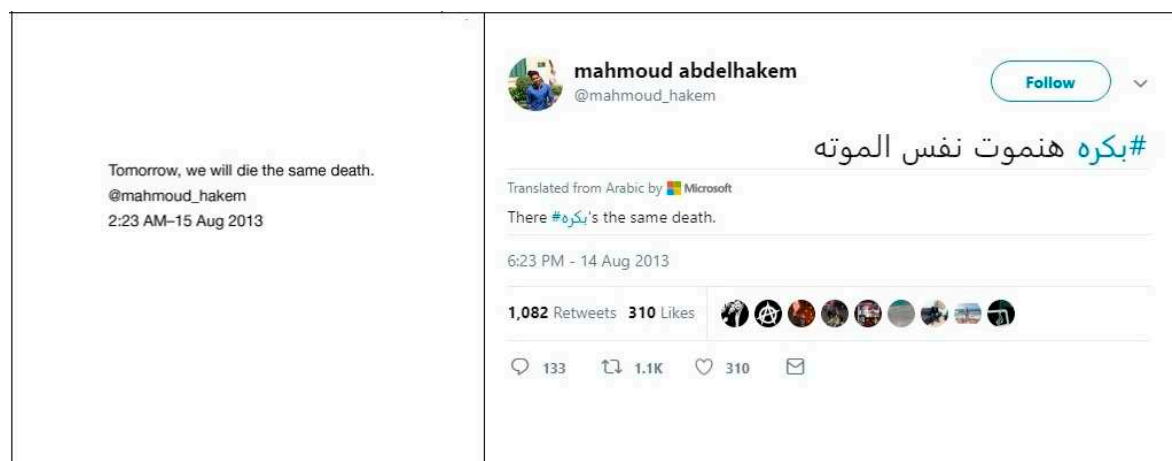 Tomorrow, we will die the same death.
@mahmoud_hakem
2:23 AM–15 Aug 2013
mahmoud abdelhakem
@mahmoud_hakem
Follow
#بكره هنموت نفس الموته
Translated from Arabic by Microsoft
There #بكره's the same death.
6:23 PM - 14 Aug 2013
1,082 Retweets 310 Likes
133 1.1K 310